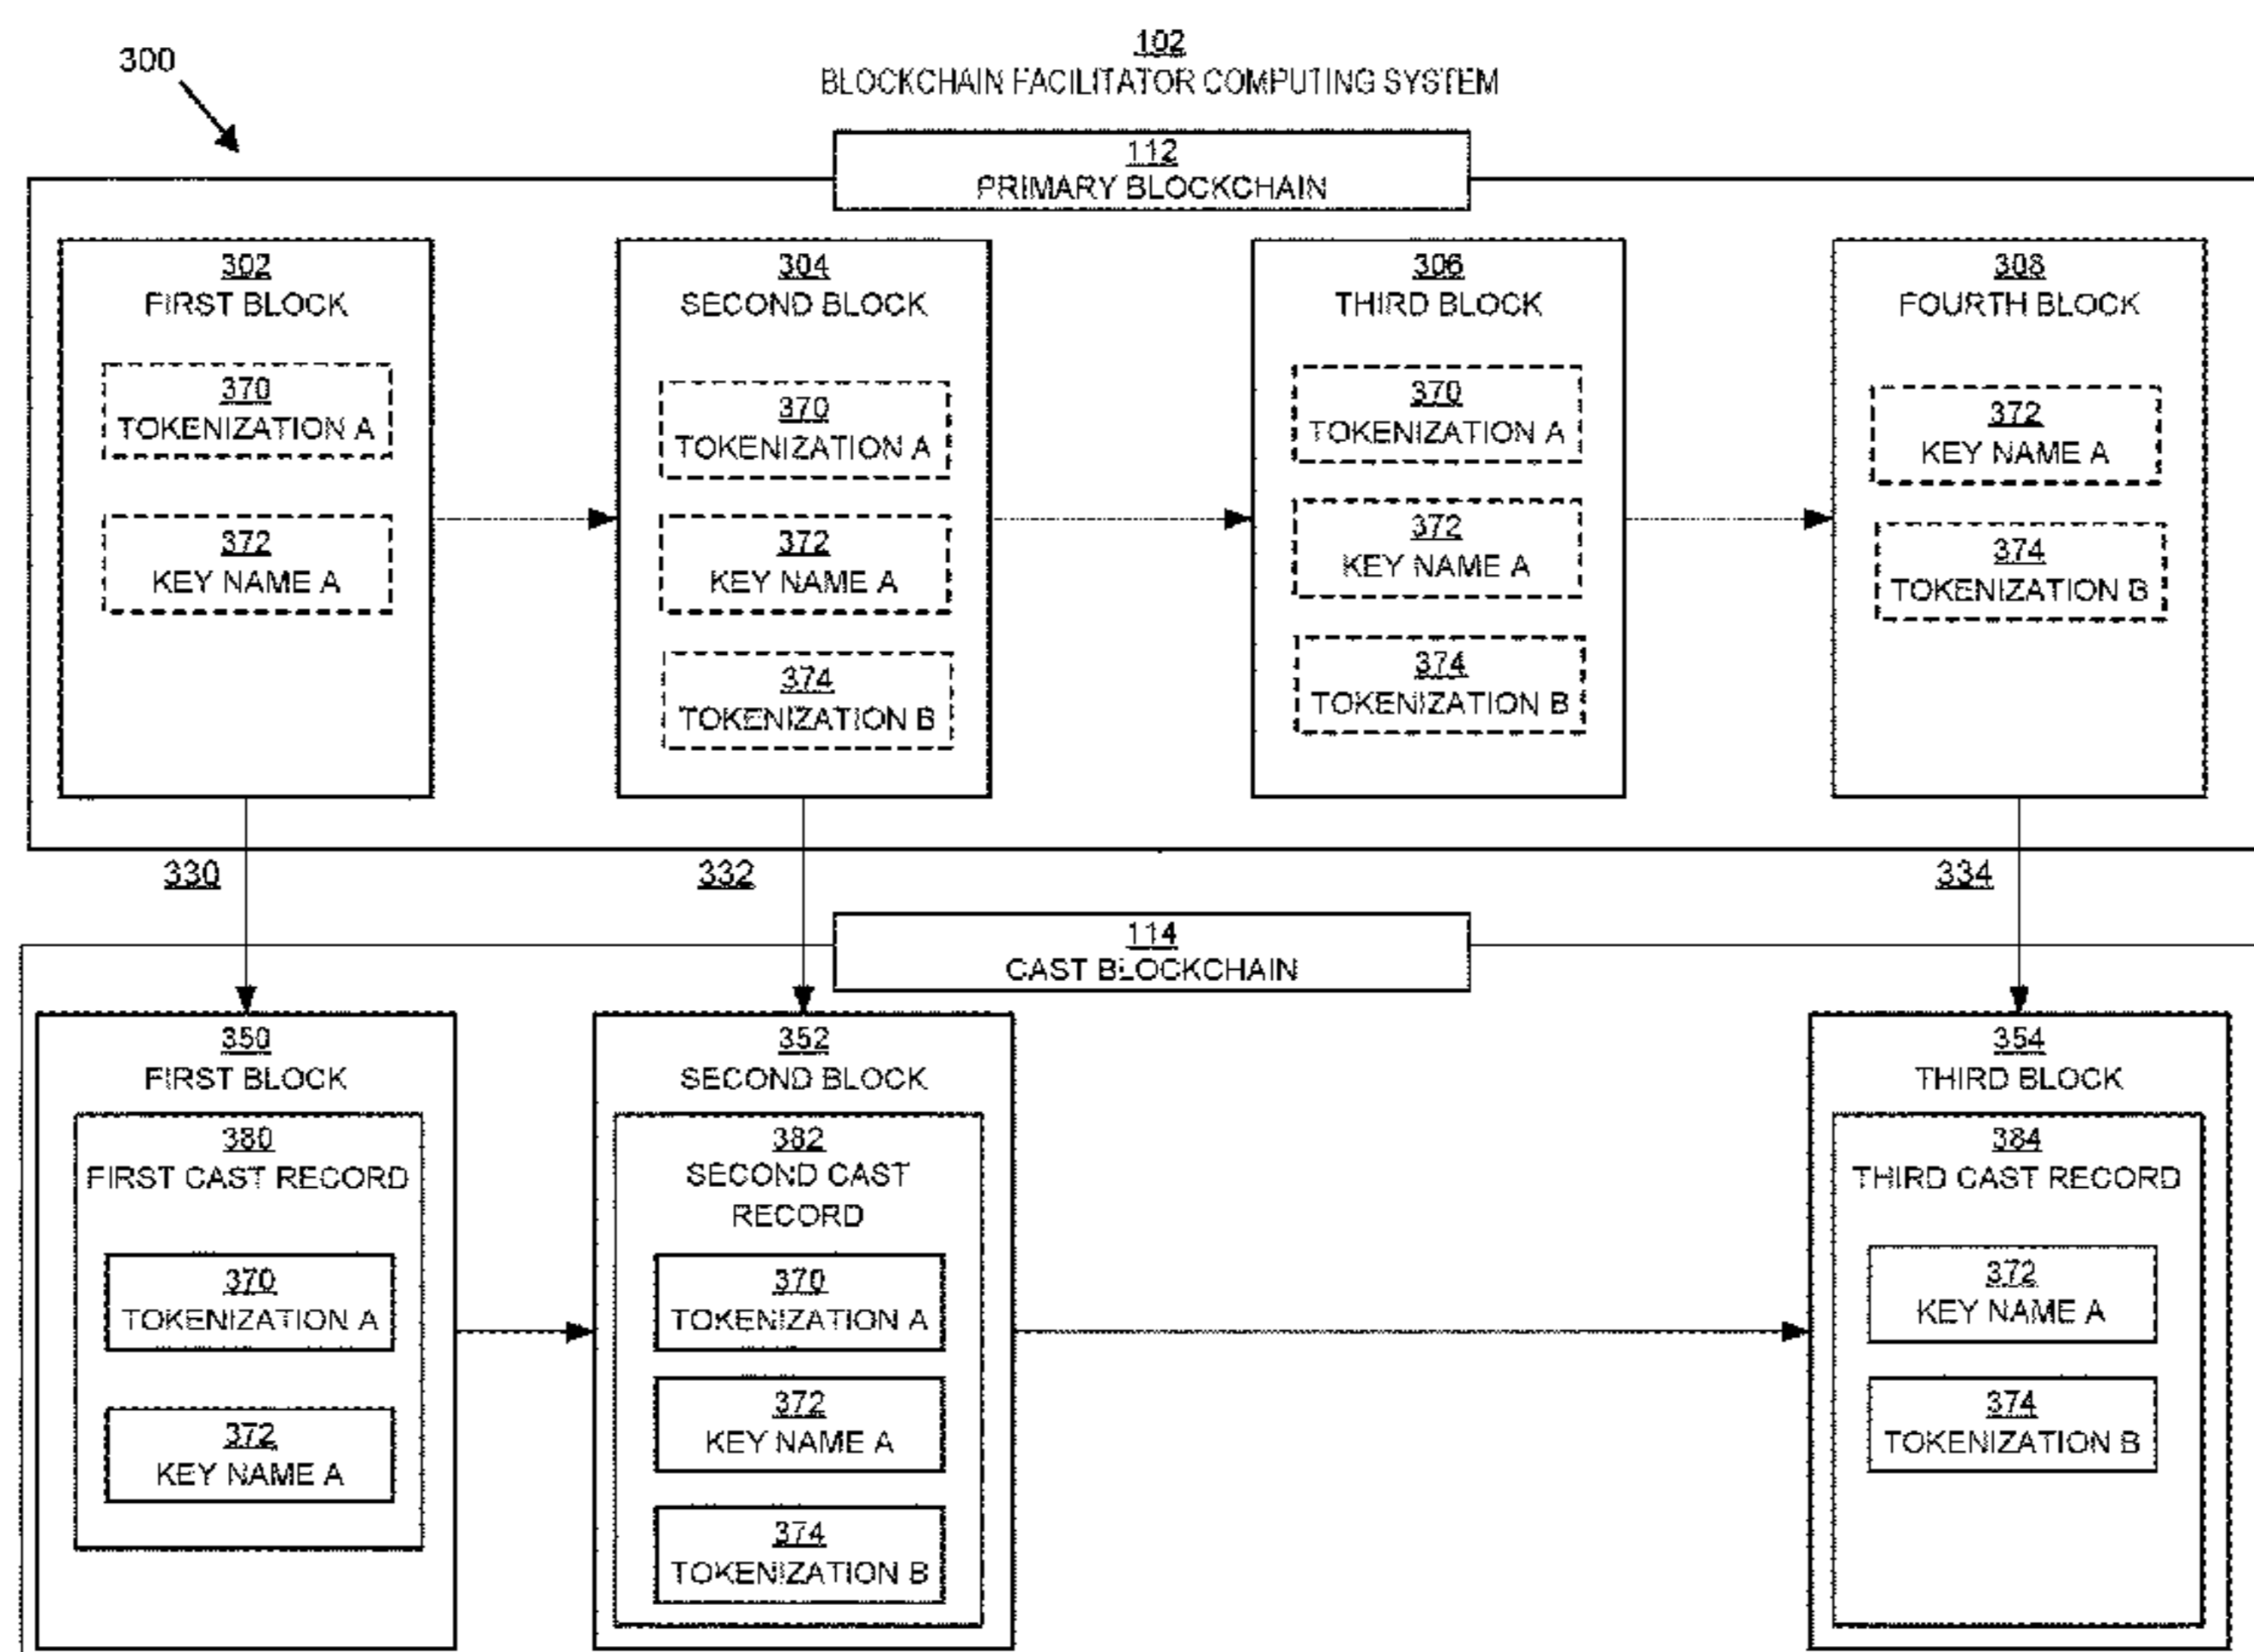 300
102
BLOCKCHAIN FACILITATOR COMPUTING SYSTEM
112
PRIMARY BLOCKCHAIN
302
FIRST BLOCK
370
TOKENIZATION A
372
KEY NAME A
304
SECOND BLOCK
370
TOKENIZATION A
372
KEY NAME A
374
TOKENIZATION B
306
THIRD BLOCK
370
TOKENIZATION A
372
KEY NAME A
374
TOKENIZATION B
308
FOURTH BLOCK
372
KEY NAME A
374
TOKENIZATION B
330
332
334
114
CAST BLOCKCHAIN
350
FIRST BLOCK
380
FIRST CAST RECORD
370
TOKENIZATION A
372
KEY NAME A
352
SECOND BLOCK
382
SECOND CAST
RECORD
370
TOKENIZATION A
372
KEY NAME A
374
TOKENIZATION B
354
THIRD BLOCK
384
THIRD CAST RECORD
372
KEY NAME A
374
TOKENIZATION B